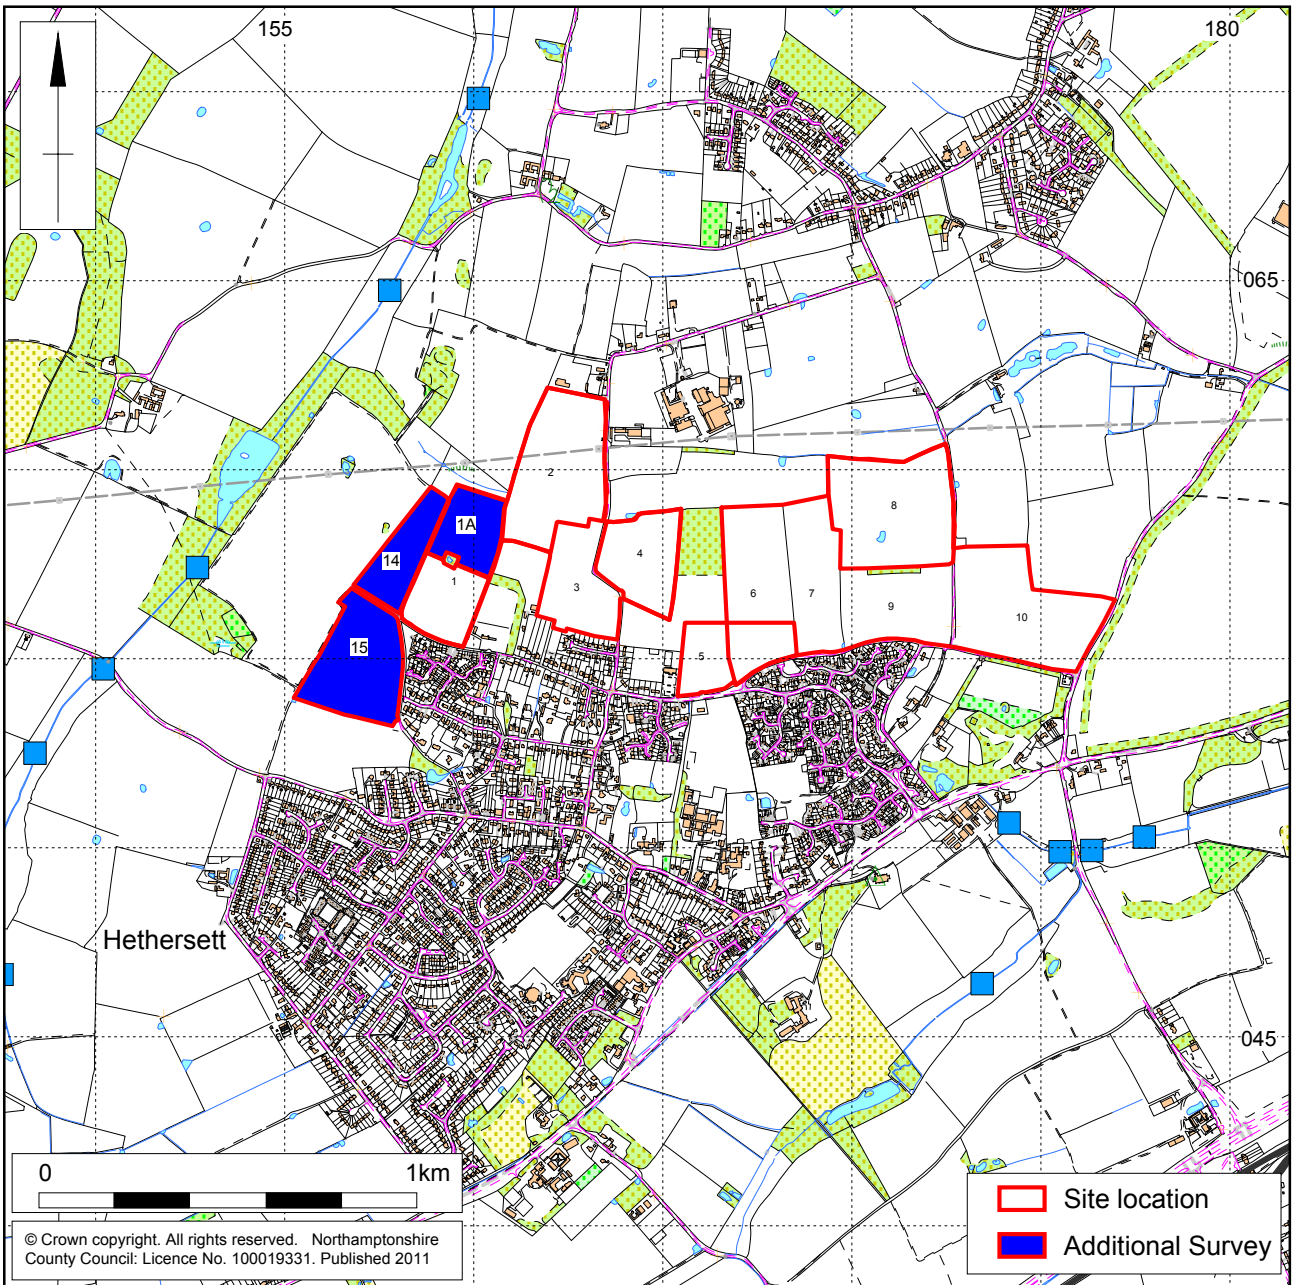 155
180
065
2
1A
8
14
4
1
3
6
7
9
10
15
5
Hethersett
045
0 1km
Site location
Additional Survey
© Crown copyright. All rights reserved. Northamptonshire
County Council: Licence No. 100019331. Published 2011